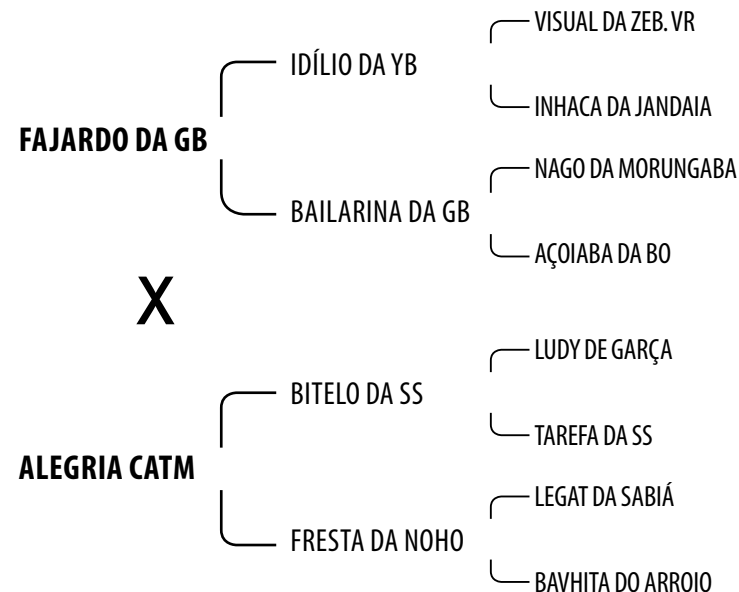 VISUAL DA ZEB. VR
IDÍLIO DA YB
INHACA DA JANDAIA
FAJARDO DA GB
NAGO DA MORUNGABA
BAILARINA DA GB
AÇOIABA DA BO
X
LUDY DE GARÇA
BITELO DA SS
TAREFA DA SS
ALEGRIA CATM
LEGAT DA SABIÁ
FRESTA DA NOHO
BAVHITA DO ARROIO